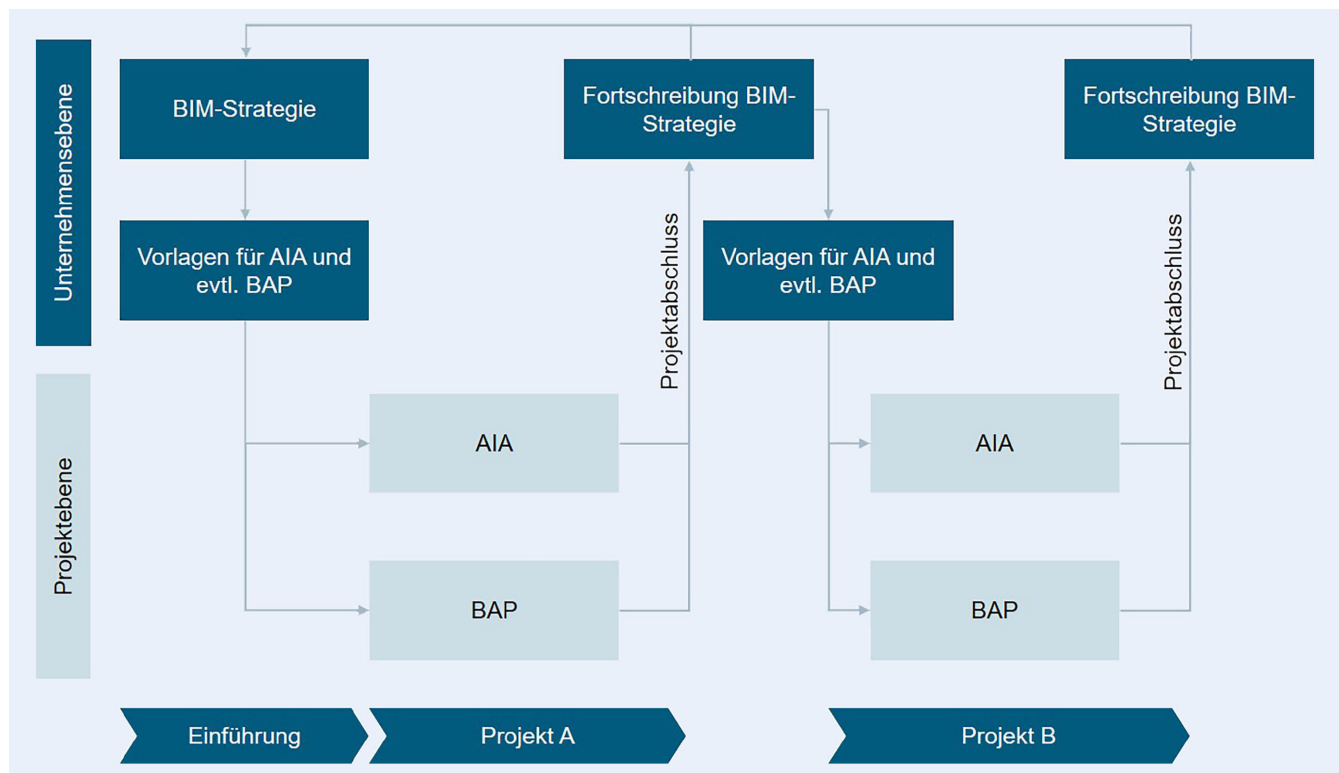 Unternehmensebene
BIM-Strategie
Fortschreibung BIM-
Strategie
Fortschreibung BIM-
Strategie
Vorlagen für AIA und
evtl. BAP
Projektabschluss
Vorlagen für AIA und
evtl. BAP
Projektabschluss
Projektebene
AIA
AIA
BAP
BAP
Einführung
Projekt A
Projekt B